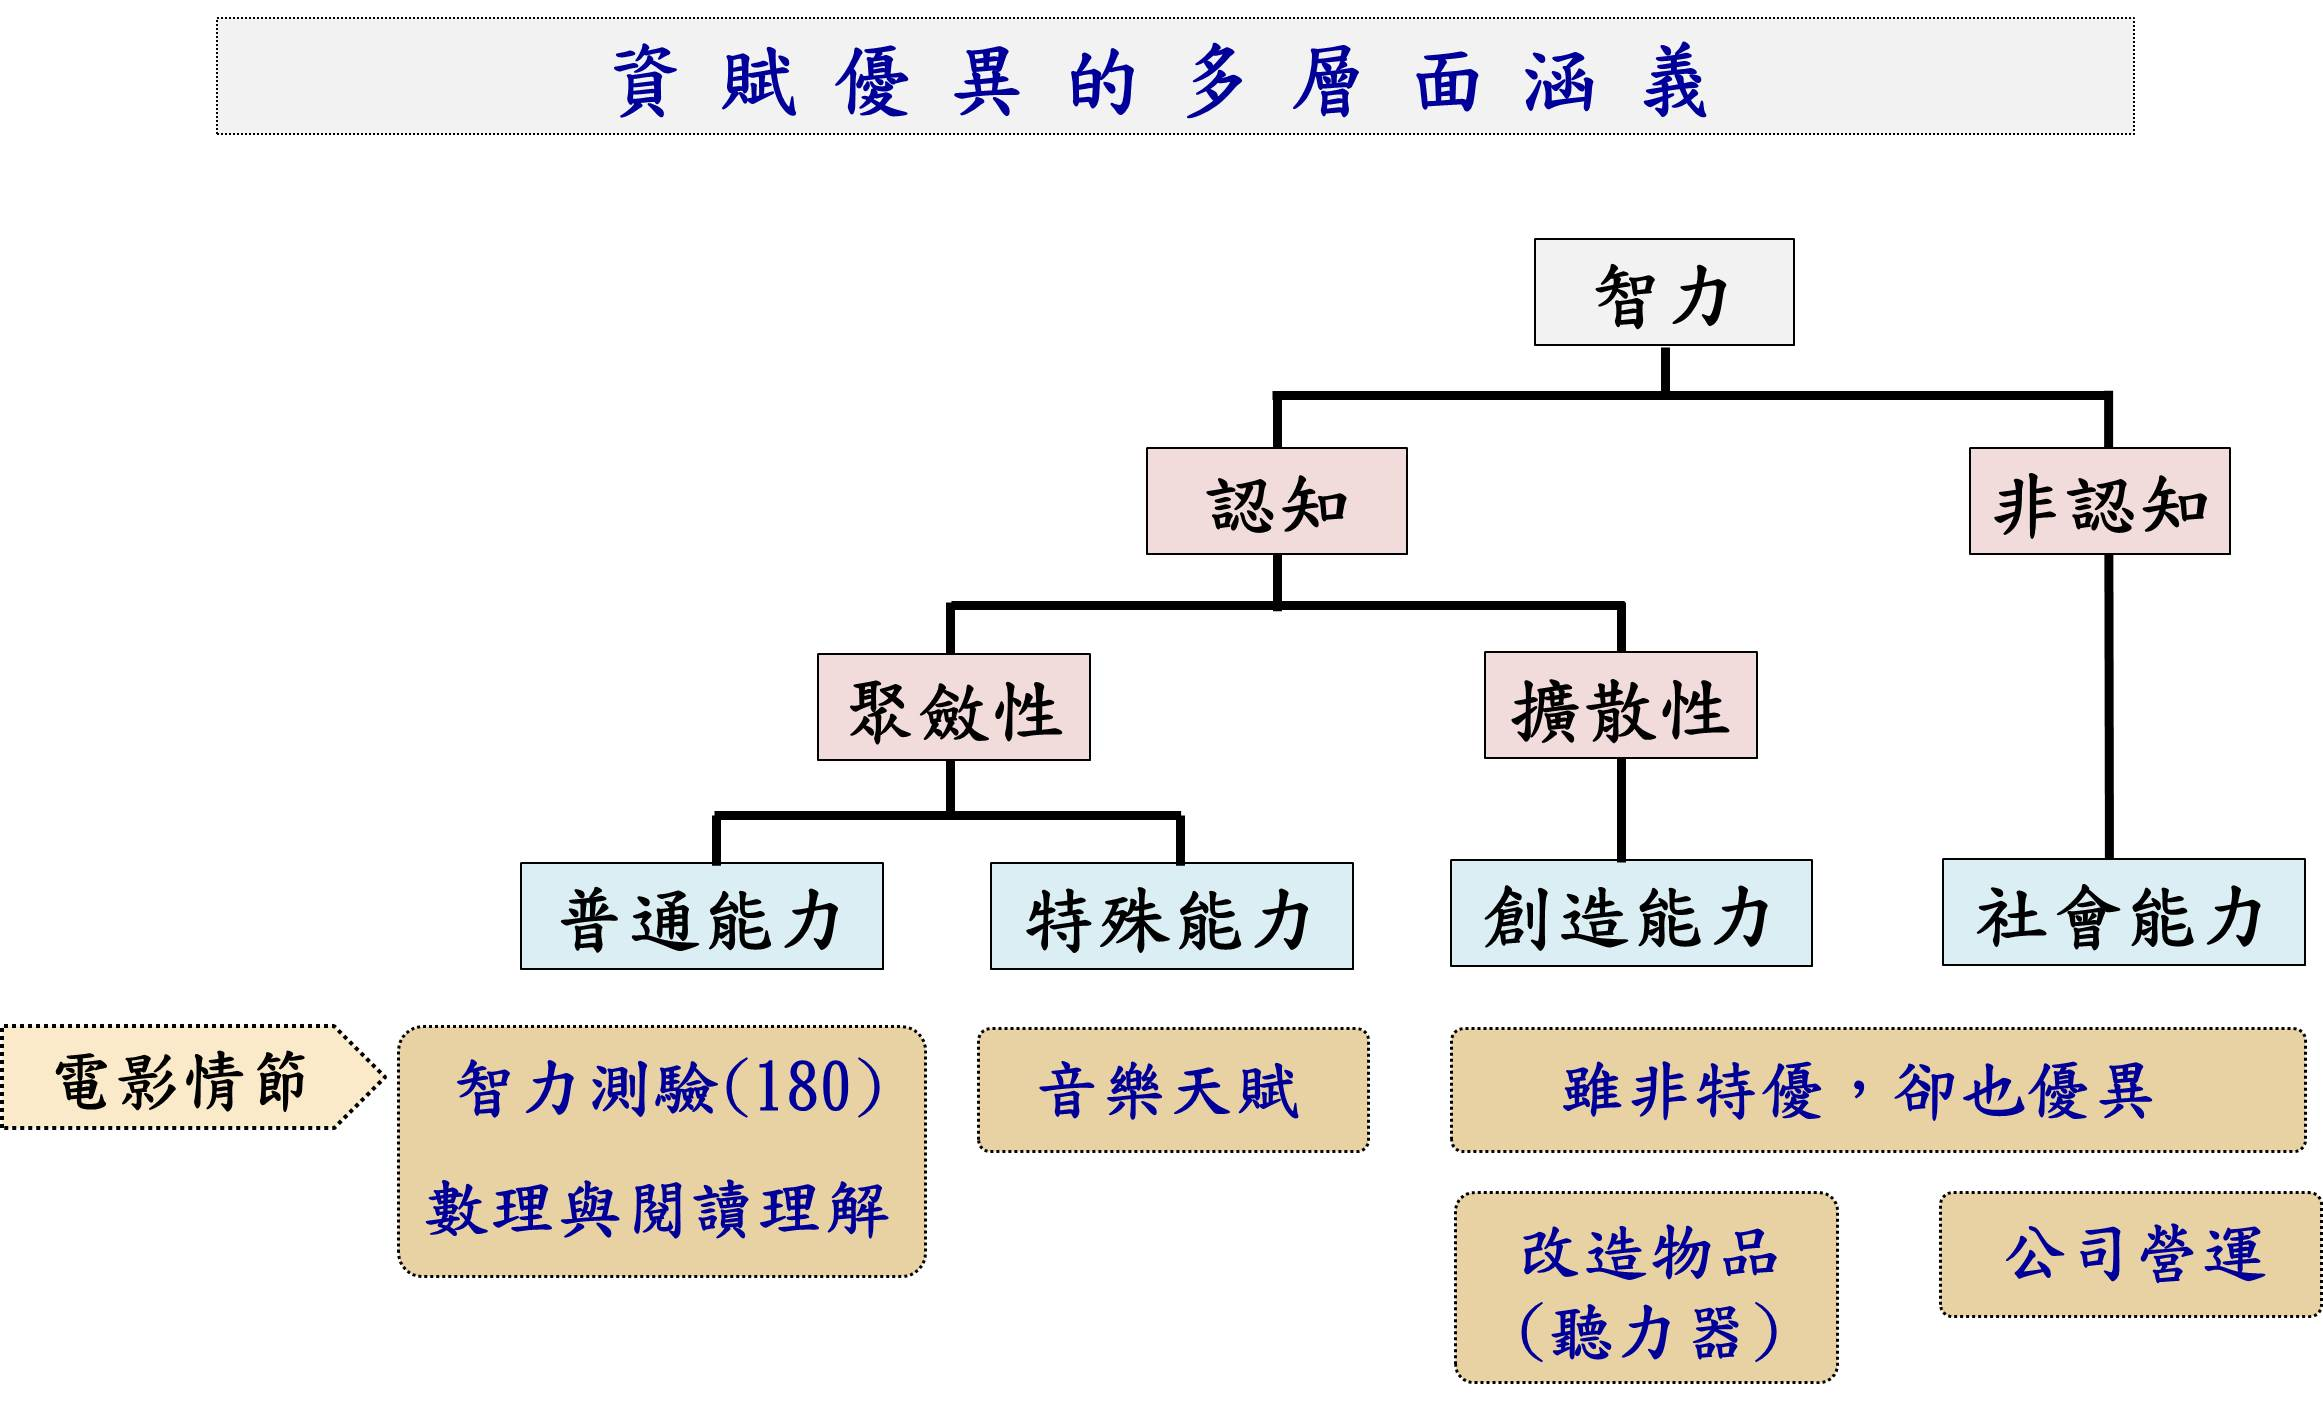 資賦優異的多層面涵義
智力
認知
非認知
聚斂性
擴散性
普通能力
特殊能力
創造能力
社會能力
電影情節
智力測驗(180)
數理與閱讀理解
音樂天賦
雖非特優，卻也優異
改造物品
(聽力器)
公司營運